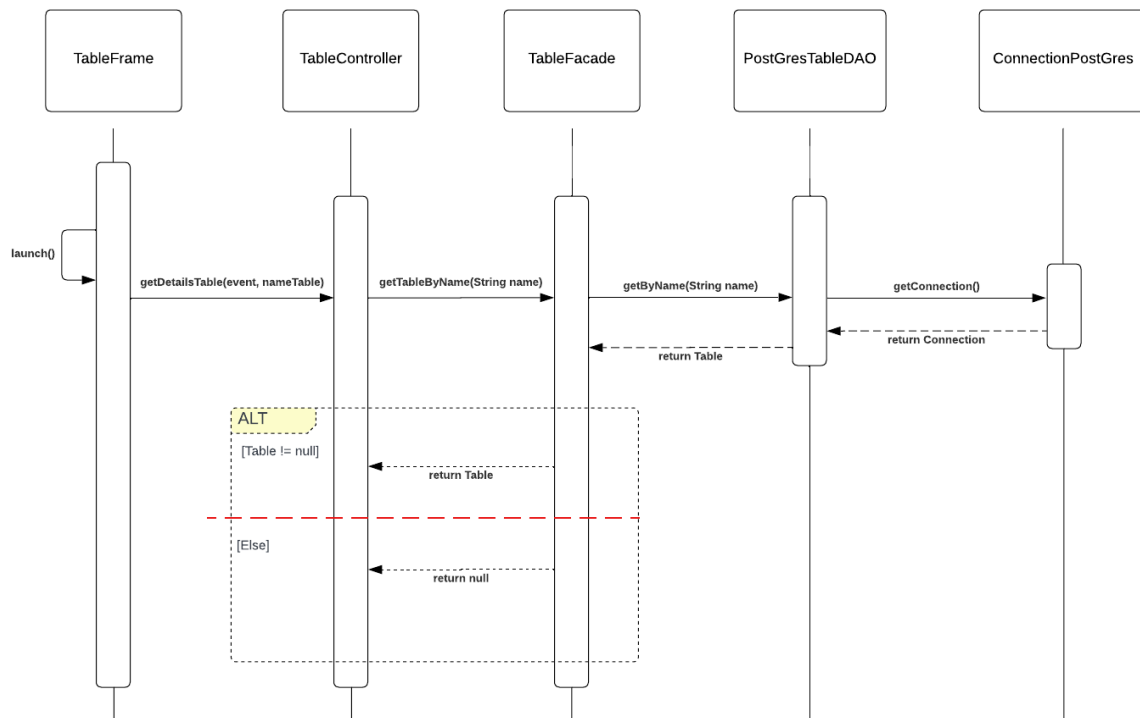 TableFrame
TableController
TableFacade
PostGresTableDAO
ConnectionPostGres
launch()
getDetailsTable(event, nameTable)
getTableByName(String name)
getByName(String name)
getConnection()
return Connection
return Table
ALT
[Table != null]
return Table
[Else]
return null